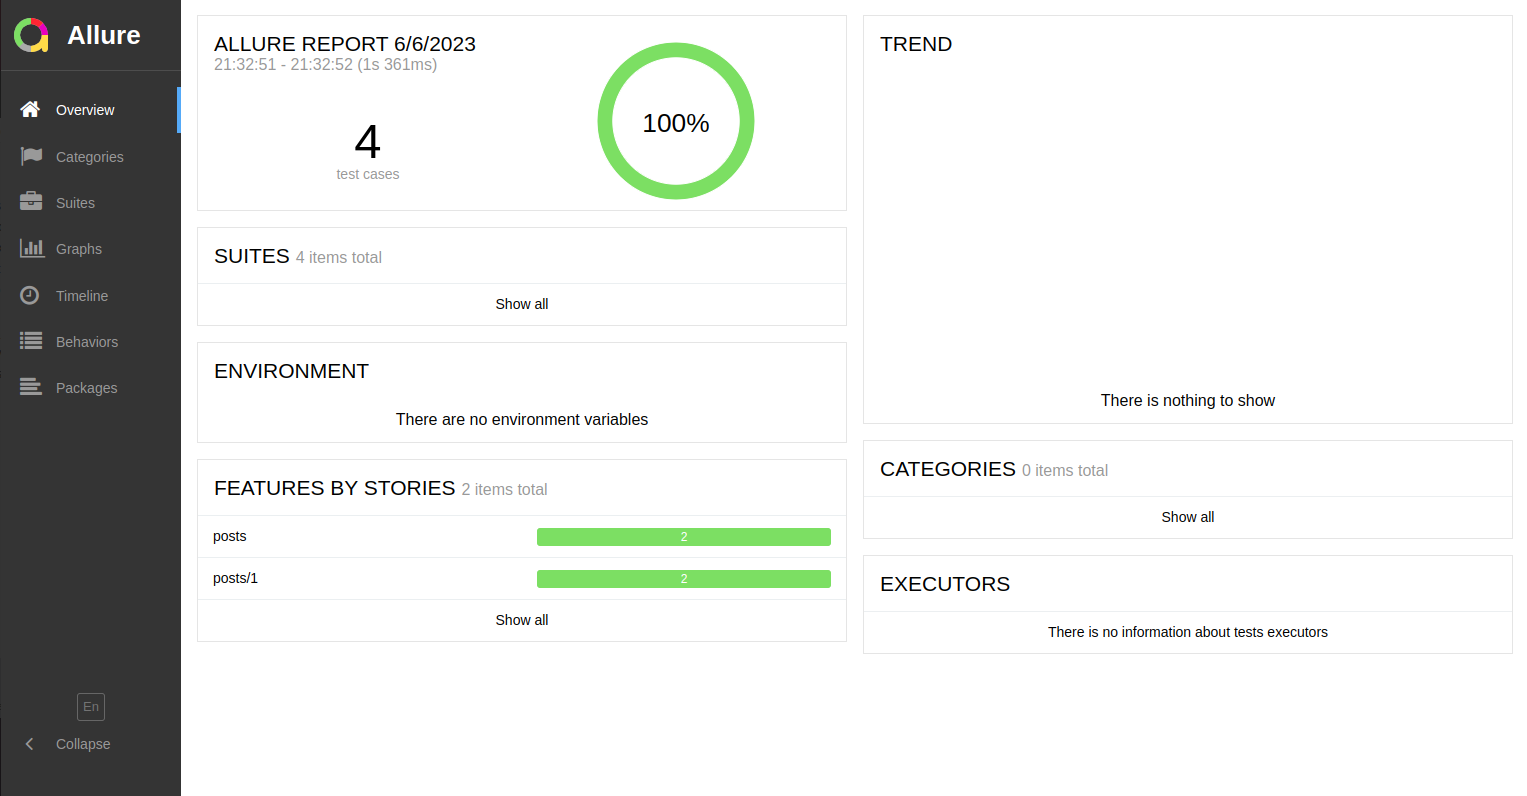 Allure
Overview
Categories
Suites
Graphs
Timeline
Behaviors
Packages
En
Collapse
ALLURE REPORT 6/6/2023
21:32:51 - 21:32:52 (1s 361ms)
4
test cases
100%
SUITES 4 items total
Show all
ENVIRONMENT
There are no environment variables
FEATURES BY STORIES 2 items total
posts 2
posts/1 2
Show all
TREND
There is nothing to show
CATEGORIES 0 items total
Show all
EXECUTORS
There is no information about tests executors